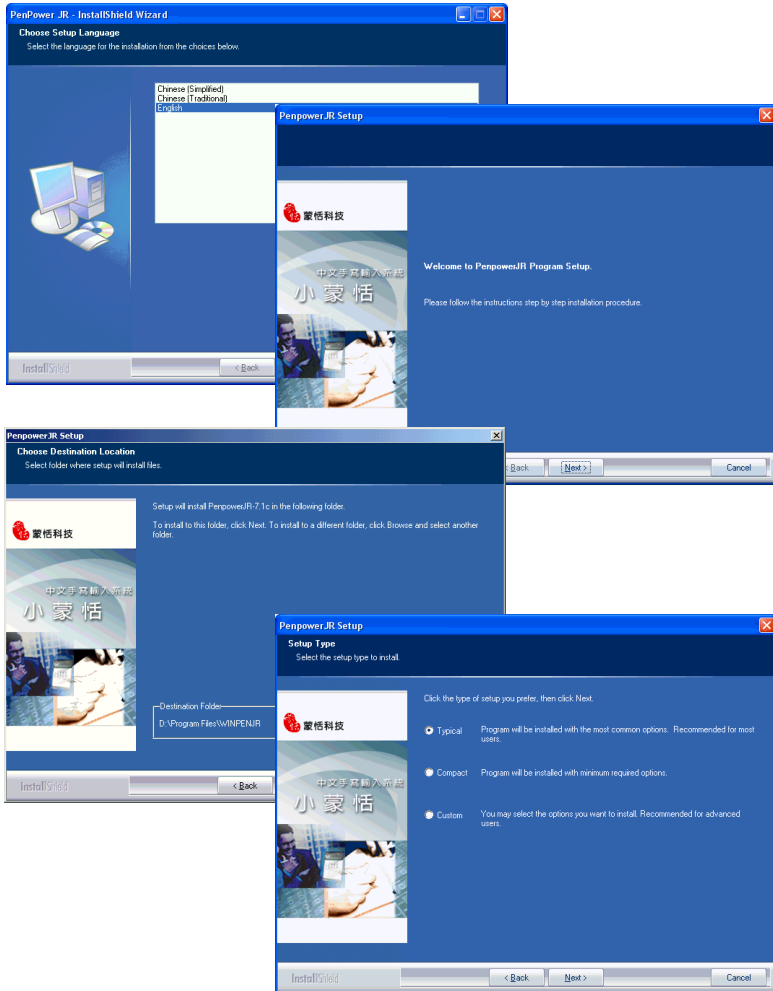 PenPower JR - InstallShield Wizard
Choose Setup Language
Select the language for the installation from the choices below.
Chinese (Simplified)
Chinese (Traditional)
English
InstallShield
< Back
PenpowerJR Setup
蒙恬科技
中文手寫輸入系統
小蒙恬
Welcome to PenpowerJR Program Setup.
Please follow the instructions step by step installation procedure.
< Back
Next >
Cancel
PenpowerJR Setup
Choose Destination Location
Select folder where setup will install files.
蒙恬科技
中文手寫輸入系統
小蒙恬
Setup will install PenpowerJR-7.1c in the following folder.
To install to this folder, click Next. To install to a different folder, click Browse and select another
folder.
Destination Folder
D:\Program Files\WINPENJR
InstallShield
< Back
PenpowerJR Setup
Setup Type
Select the setup type to install.
蒙恬科技
中文手寫輸入系統
小蒙恬
Click the type of setup you prefer, then click Next.
Typical
Program will be installed with the most common options. Recommended for most
users.
Compact
Program will be installed with minimum required options.
Custom
You may select the options you want to install. Recommended for advanced
users.
InstallShield
< Back
Next >
Cancel